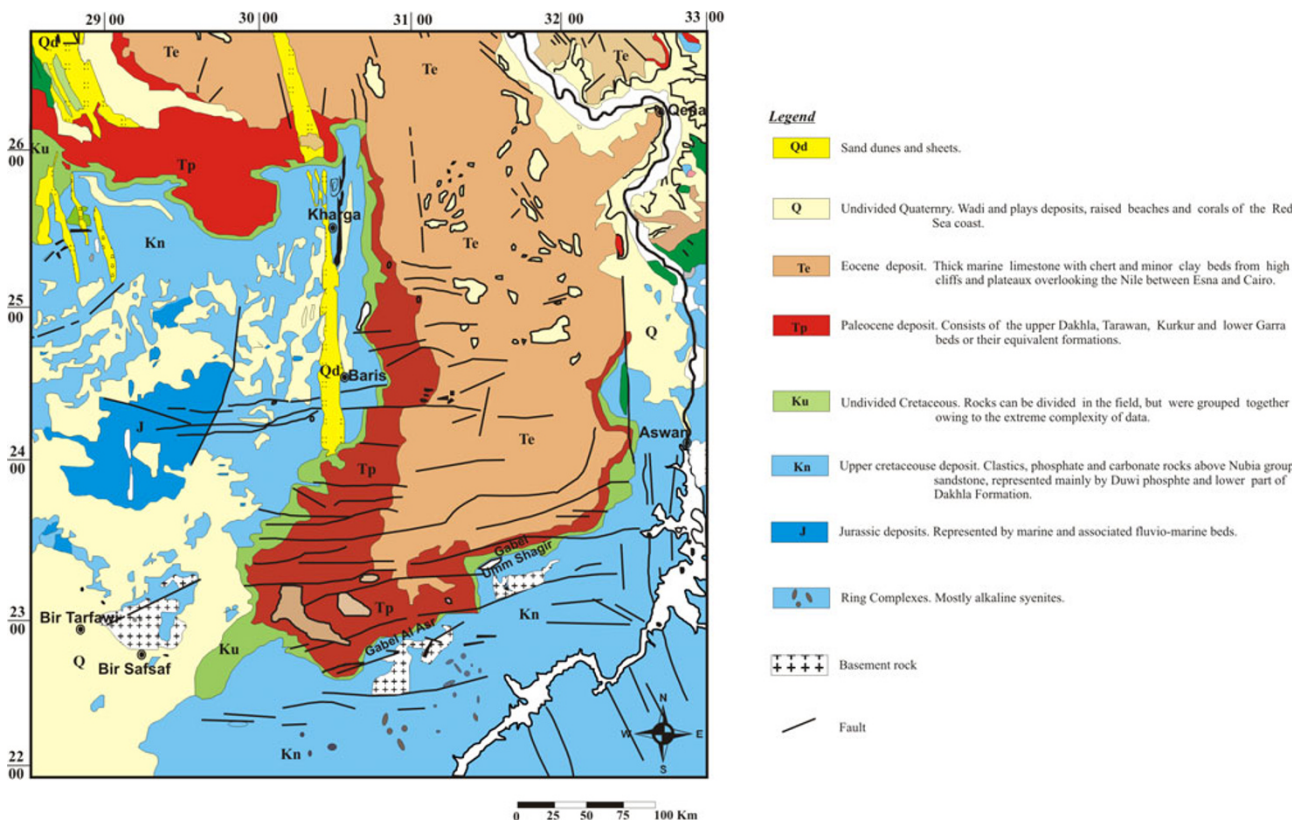 29 00 30 00 31 00 32 00 33 00
Qd
Te
Te
Te
Qena
26
00
Ku
Tp
Kharga
Kn
Te
25
00
Q
Qd
Baris
J
Te
Aswan
24
00
Tp
Gabel
Umm Shagir
23
00
Bir Tarfawi
Tp
Kn
Gabel Al Asr
Q
Ku
Bir Safsaf
N
W E
S
Kn
22
00
0 25 50 75 100 Km
Legend
Qd Sand dunes and sheets.
Q Undivided Quaternry. Wadi and plays deposits, raised beaches and corals of the Red
Sea coast.
Te Eocene deposit. Thick marine limestone with chert and minor clay beds from high
cliffs and plateaux overlooking the Nile between Esna and Cairo.
Tp Paleocene deposit. Consists of the upper Dakhla, Tarawan, Kurkur and lower Garra
beds or their equivalent formations.
Ku Undivided Cretaceous. Rocks can be divided in the field, but were grouped together
owing to the extreme complexity of data.
Kn Upper cretaceouse deposit. Clastics, phosphate and carbonate rocks above Nubia group
sandstone, represented mainly by Duwi phosphte and lower part of
Dakhla Formation.
J Jurassic deposits. Represented by marine and associated fluvio-marine beds.
Ring Complexes. Mostly alkaline syenites.
Basement rock
Fault